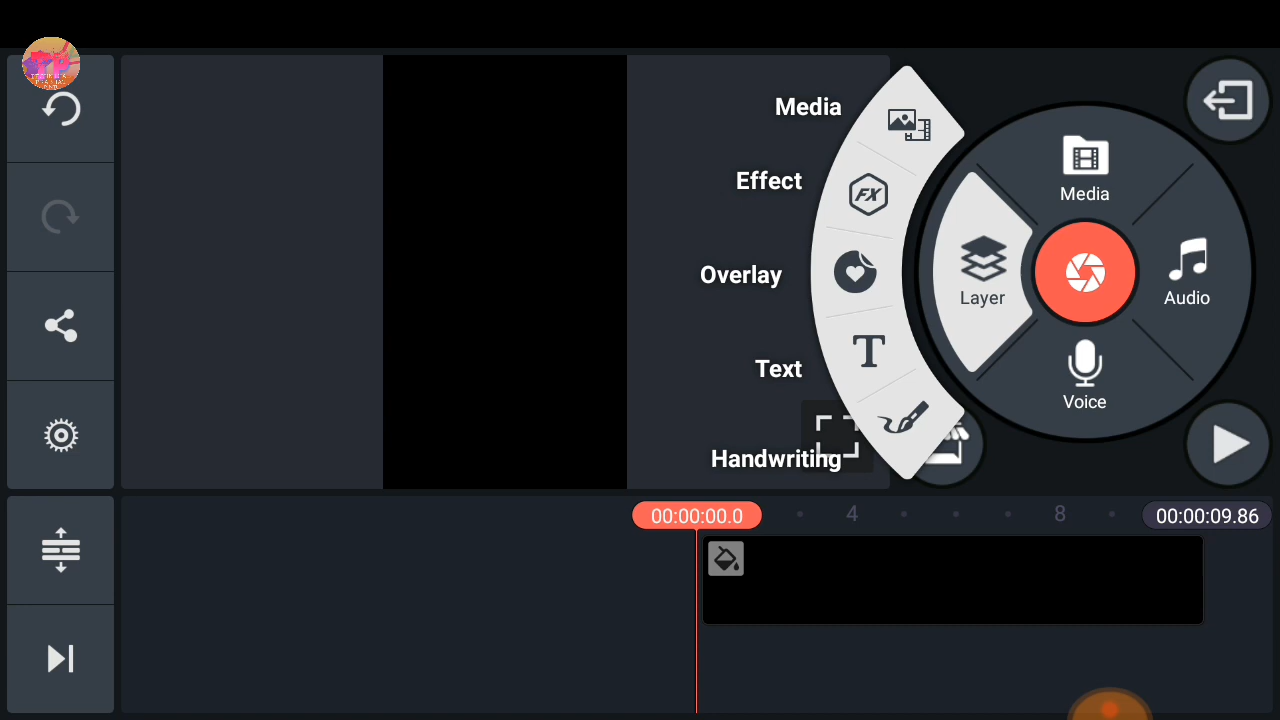 Media
Effect
Overlay
Text
Handwriting
FX
T
Media
Layer
Audio
Voice
00:00:00.0
4
8
00:00:09.86